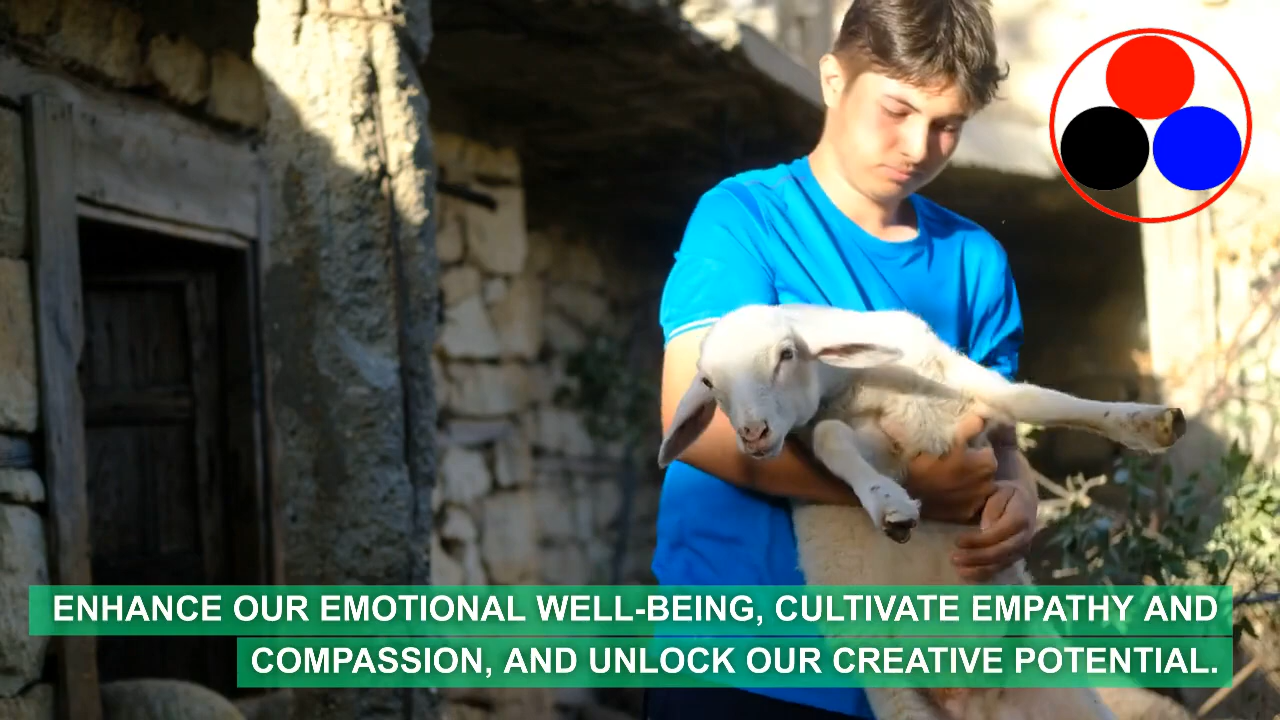 ENHANCE OUR EMOTIONAL WELL-BEING, CULTIVATE EMPATHY AND
COMPASSION, AND UNLOCK OUR CREATIVE POTENTIAL.